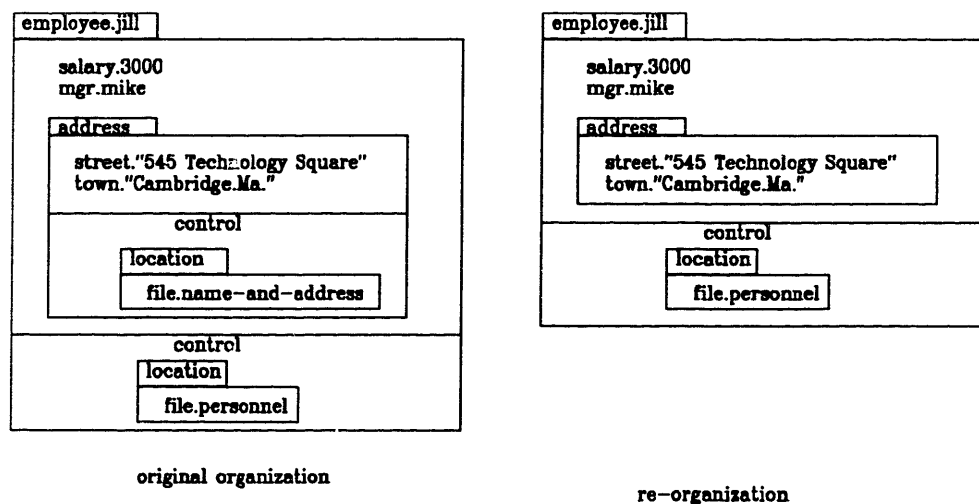 employee.jill
salary.3000
mgr.mike
address
street."545 Technology Square"
town."Cambridge.Ma."
control
location
file.name-and-address
control
location
file.personnel
original organization
employee.jill
salary.3000
mgr.mike
address
street."545 Technology Square"
town."Cambridge.Ma."
control
location
file.personnel
re-organization